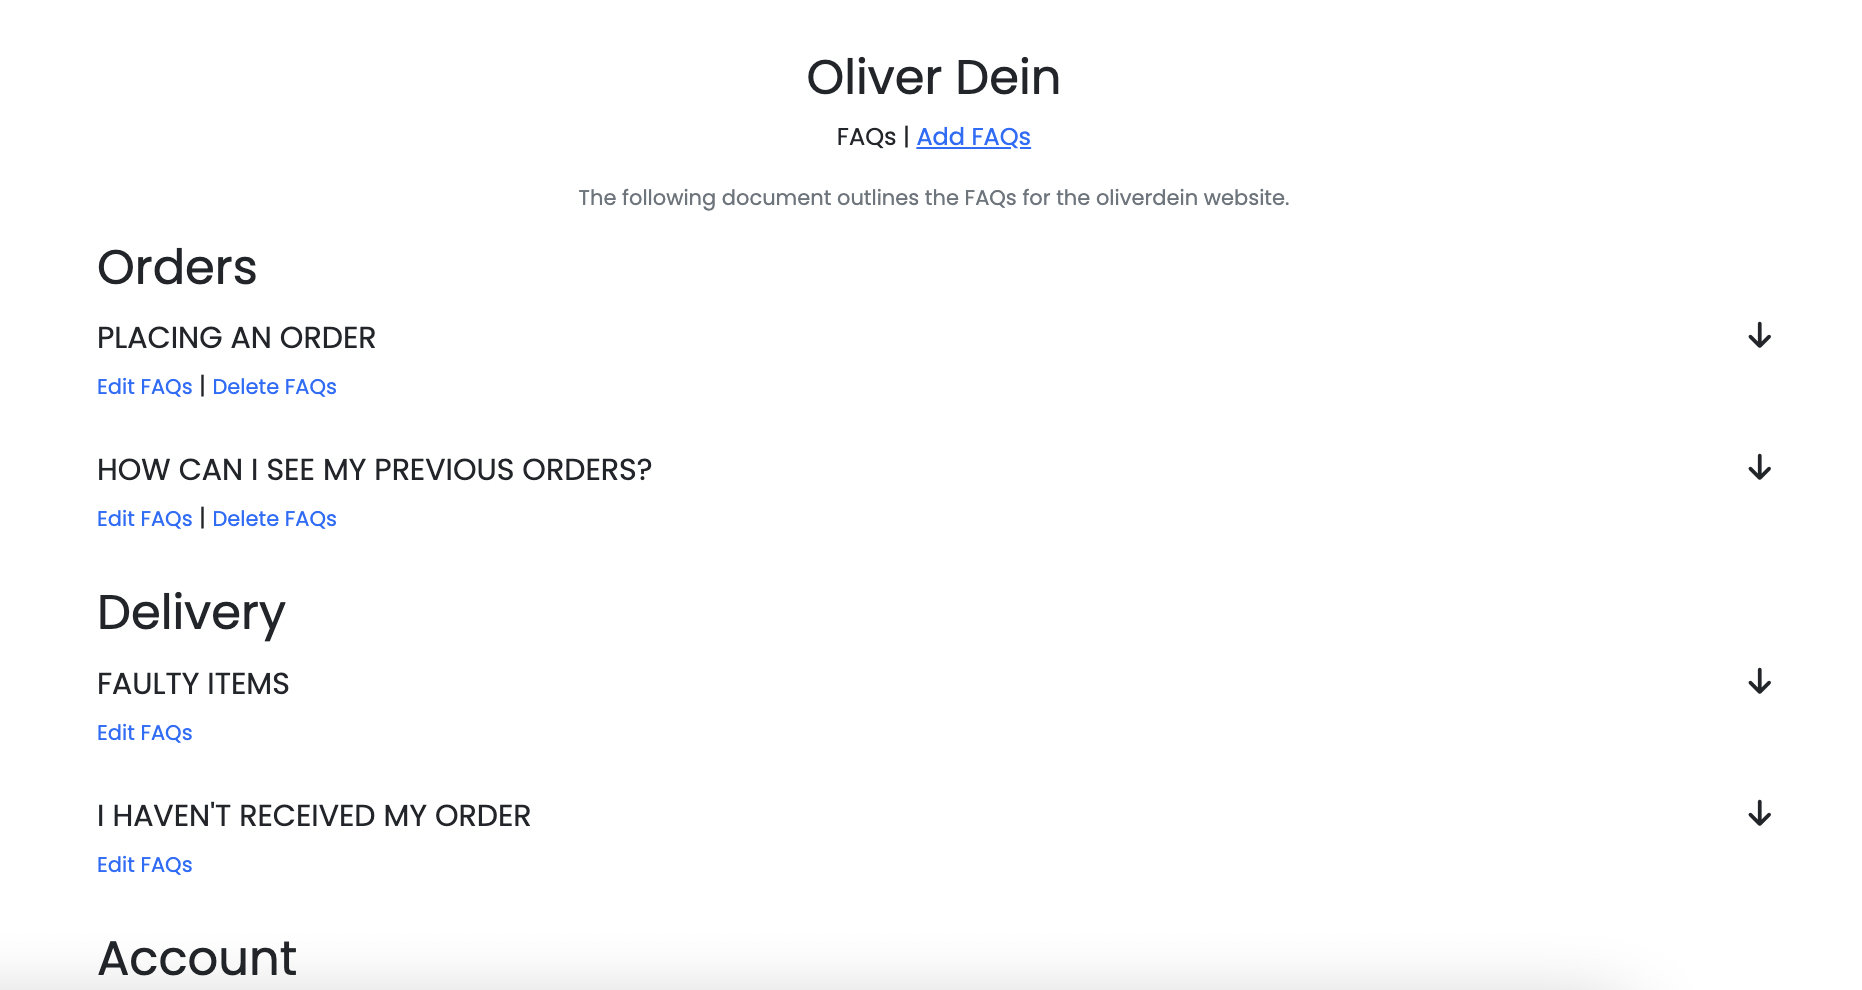 Oliver Dein
FAQs | Add FAQs
The following document outlines the FAQs for the oliverdein website.
Orders
PLACING AN ORDER
Edit FAQs | Delete FAQs
HOW CAN I SEE MY PREVIOUS ORDERS?
Edit FAQs | Delete FAQs
Delivery
FAULTY ITEMS
Edit FAQs
I HAVEN'T RECEIVED MY ORDER
Edit FAQs
Account